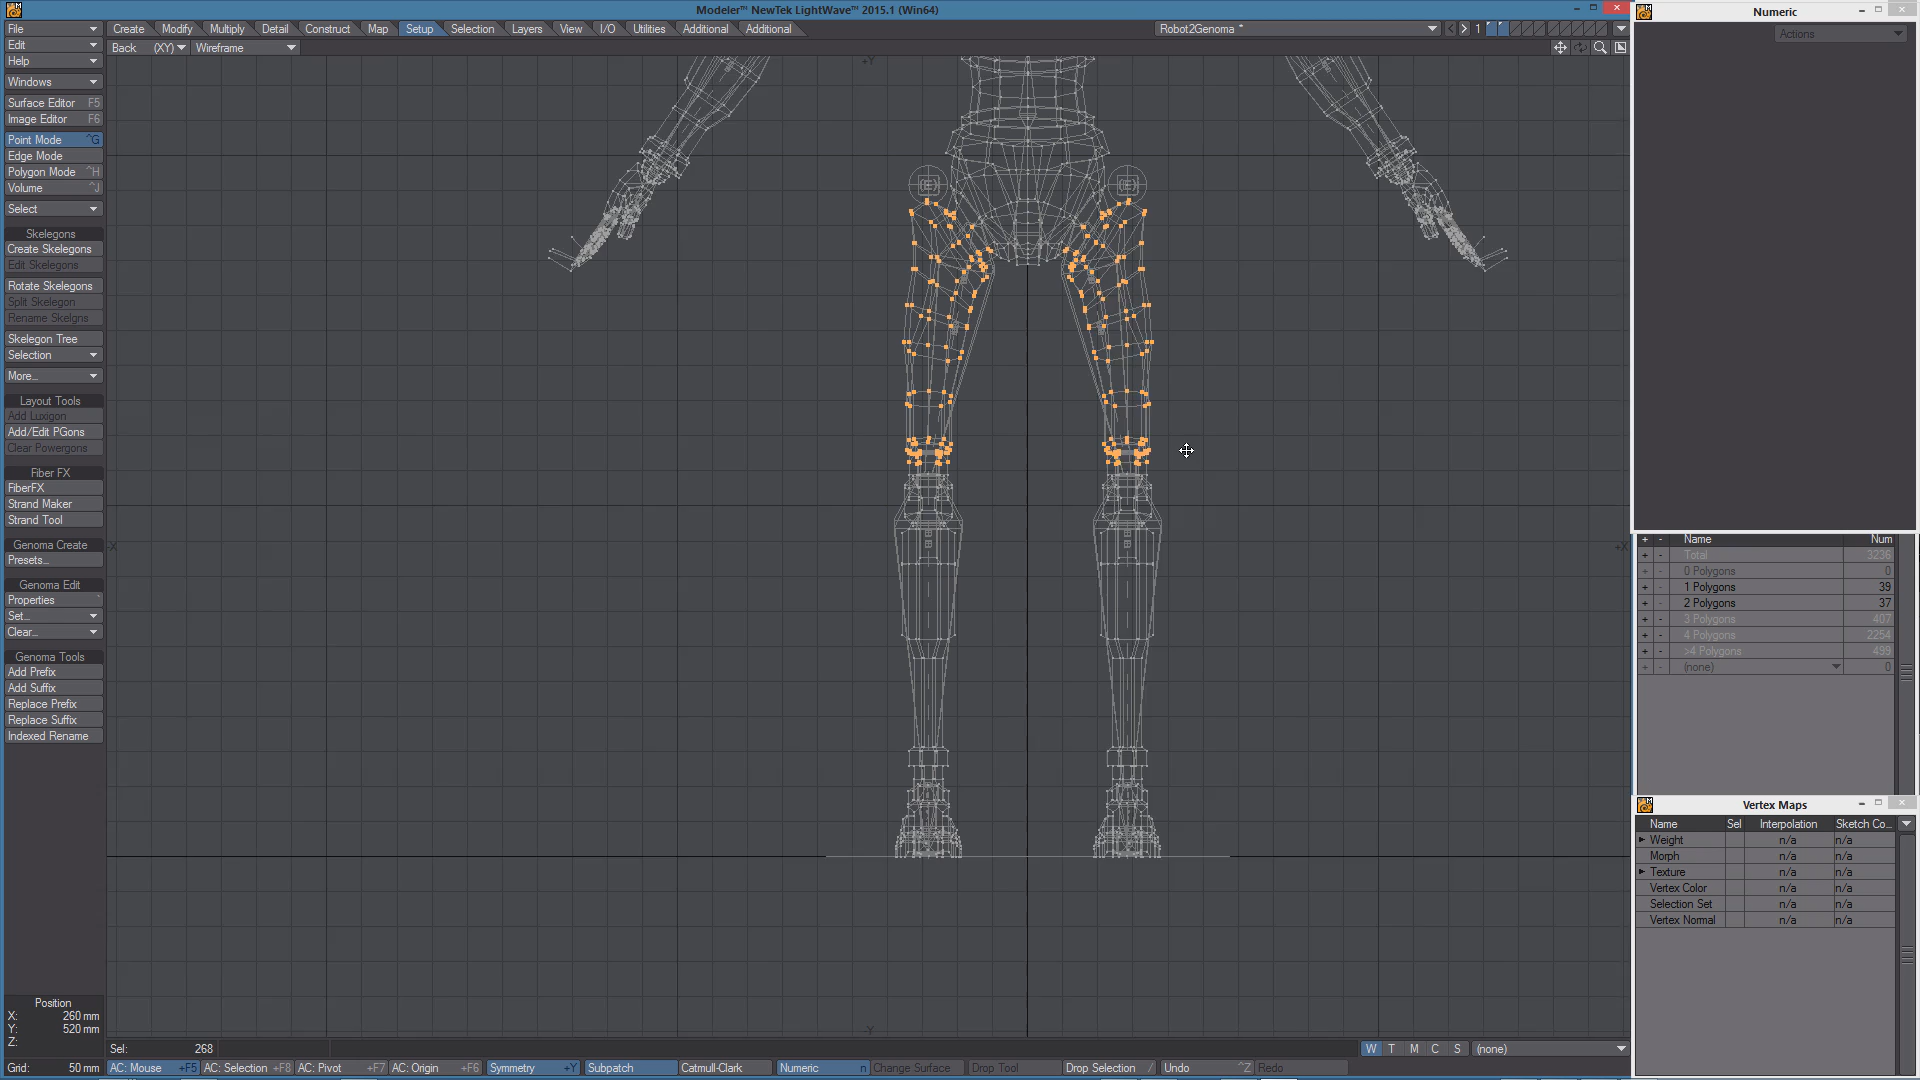 Modeler™ NewTek LightWave™ 2015.1 (Win64)
Numeric
File
Create
Modify
Multiply
Detail
Construct
Map
Setup
Selection
Layers
View
I/O
Utilities
Additional
Additional
Robot2Genoma *
1
Actions
Edit
Back (XY)
Wireframe
Help
Windows
Surface Editor F5
Image Editor F6
Point Mode ^G
Edge Mode
Polygon Mode ^H
Volume ^J
Select
Skelegons
Create Skelegons
Edit Skelegons
Rotate Skelegons
Split Skelegon
Rename Skelgns
Skelegon Tree
Selection
More...
Layout Tools
Add Luxigon
Add/Edit PGons
Clear Powergons
Fiber FX
FiberFX
Strand Maker
Strand Tool
Genoma Create
Presets...
Genoma Edit
Properties
Set...
Clear...
Genoma Tools
Add Prefix
Add Suffix
Replace Prefix
Replace Suffix
Indexed Rename
+Y
-X
+X
-Y
Name Num
+ - Total 3236
+ - 0 Polygons 0
+ - 1 Polygons 39
+ - 2 Polygons 37
+ - 3 Polygons 407
+ - 4 Polygons 2254
+ - >4 Polygons 499
+ - (none) 0
Vertex Maps
Name Sel Interpolation Sketch Co...
Weight n/a n/a
Morph n/a n/a
Texture n/a n/a
Vertex Color n/a n/a
Selection Set n/a n/a
Vertex Normal n/a n/a
Position
X: 260 mm
Y: 520 mm
Z:
Sel: 268
W T M C S (none)
Grid: 50 mm
AC: Mouse +F5
AC: Selection +F8
AC: Pivot +F7
AC: Origin +F6
Symmetry +Y
Subpatch
Catmull-Clark
Numeric n
Change Surface
Drop Tool
Drop Selection /
Undo ^Z
Redo